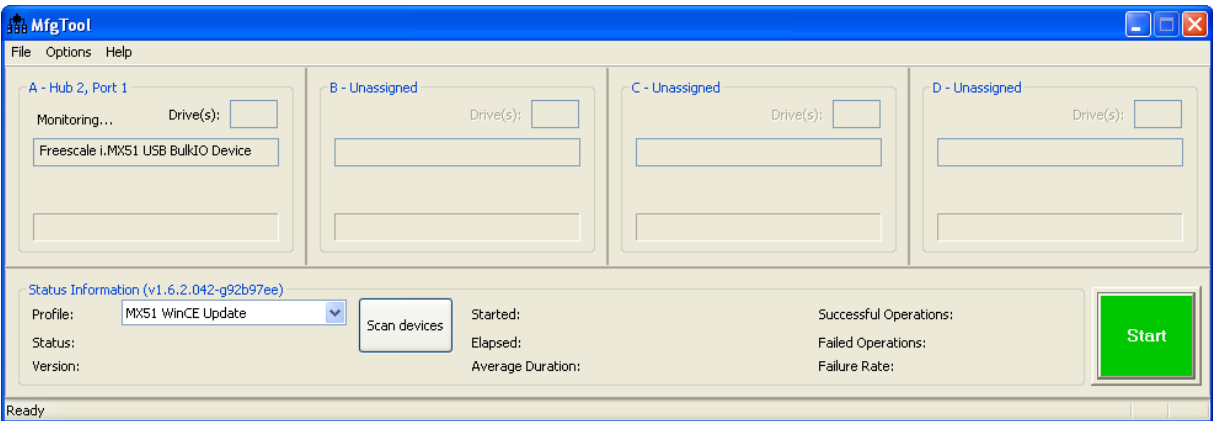 MfgTool
File Options Help
A - Hub 2, Port 1
Monitoring... Drive(s):
Freescale i.MX51 USB BulkIO Device
B - Unassigned
Drive(s):
C - Unassigned
Drive(s):
D - Unassigned
Drive(s):
Status Information (v1.6.2.042-g92b97ee)
Profile: MX51 WinCE Update
Status:
Version:
Scan devices
Started:
Elapsed:
Average Duration:
Successful Operations:
Failed Operations:
Failure Rate:
Start
Ready